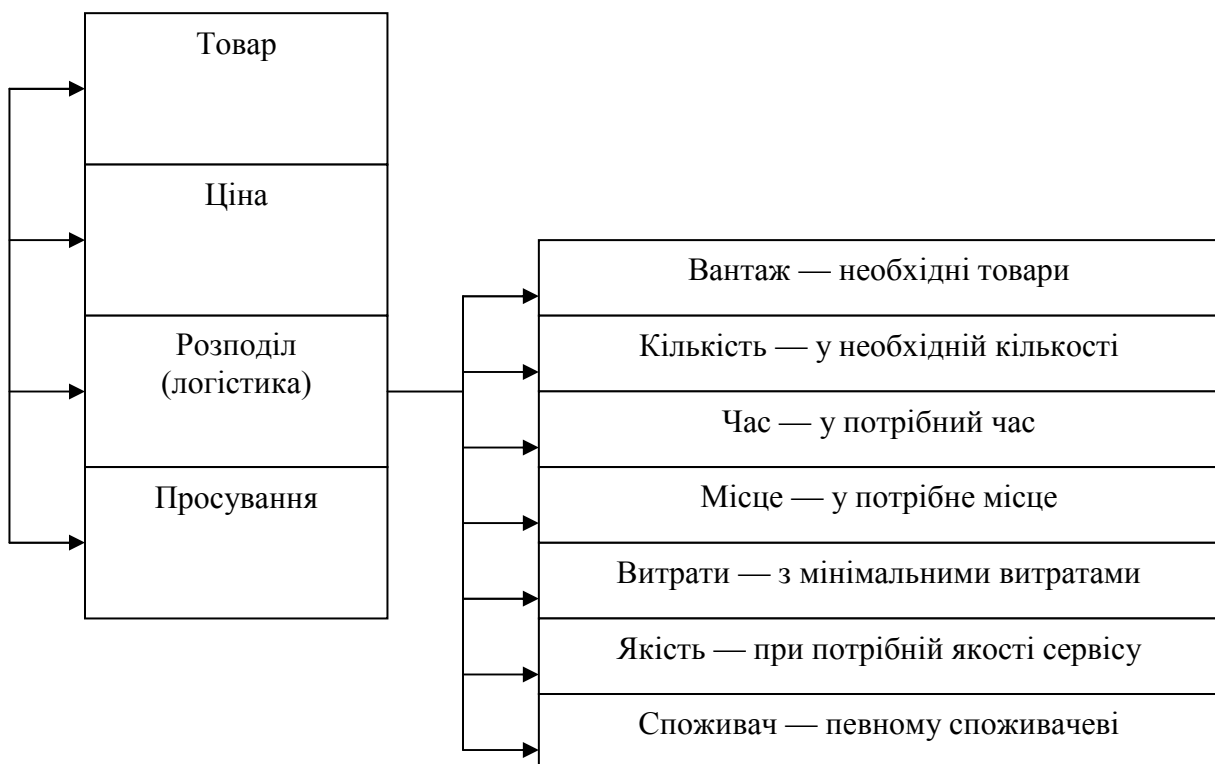 Товар
Ціна
Розподіл
(логістика)
Просування
Вантаж — необхідні товари
Кількість — у необхідній кількості
Час — у потрібний час
Місце — у потрібне місце
Витрати — з мінімальними витратами
Якість — при потрібній якості сервісу
Споживач — певному споживачеві